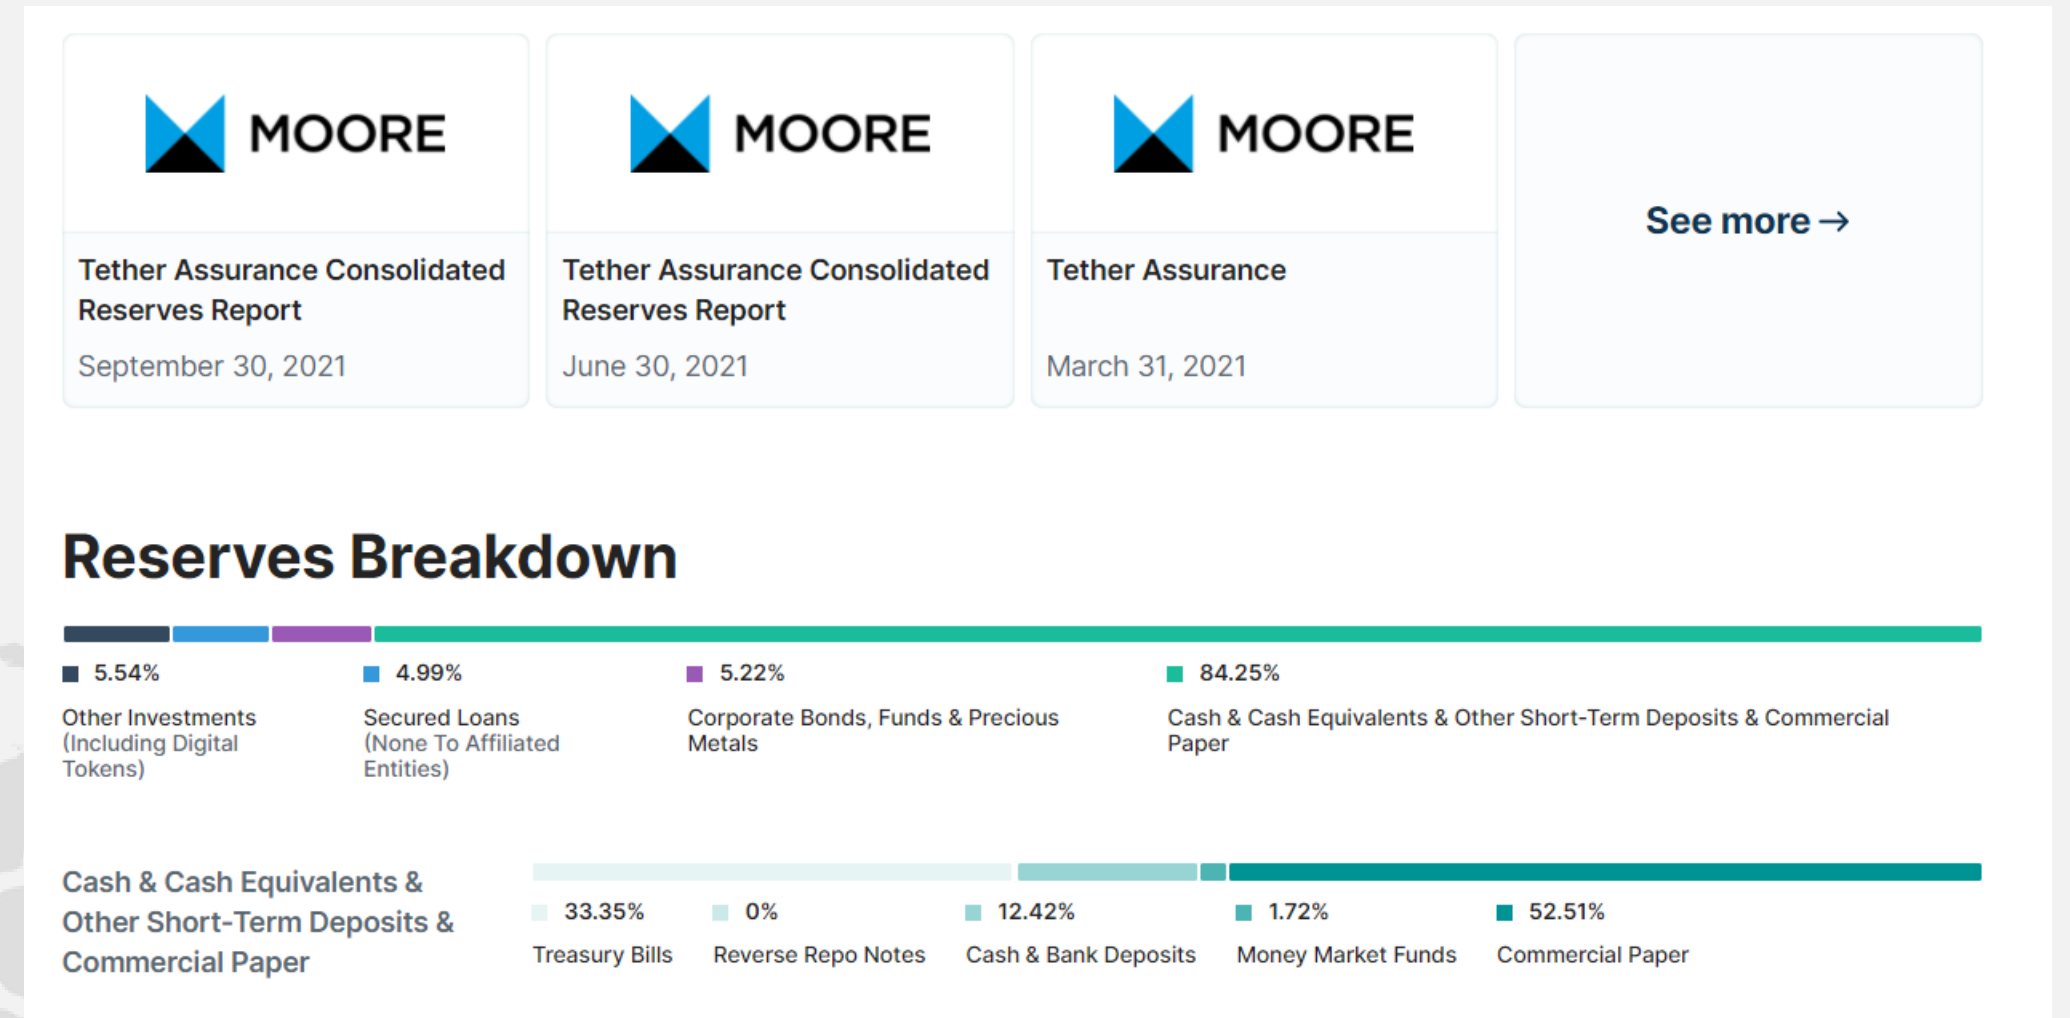 MOORE
Tether Assurance Consolidated
Reserves Report
September 30, 2021
MOORE
Tether Assurance Consolidated
Reserves Report
June 30, 2021
MOORE
Tether Assurance
March 31, 2021
See more →
Reserves Breakdown
5.54%
Other Investments
(Including Digital
Tokens)
4.99%
Secured Loans
(None To Affiliated
Entities)
5.22%
Corporate Bonds, Funds & Precious
Metals
84.25%
Cash & Cash Equivalents & Other Short-Term Deposits & Commercial
Paper
Cash & Cash Equivalents &
Other Short-Term Deposits &
Commercial Paper
33.35%
Treasury Bills
0%
Reverse Repo Notes
12.42%
Cash & Bank Deposits
1.72%
Money Market Funds
52.51%
Commercial Paper